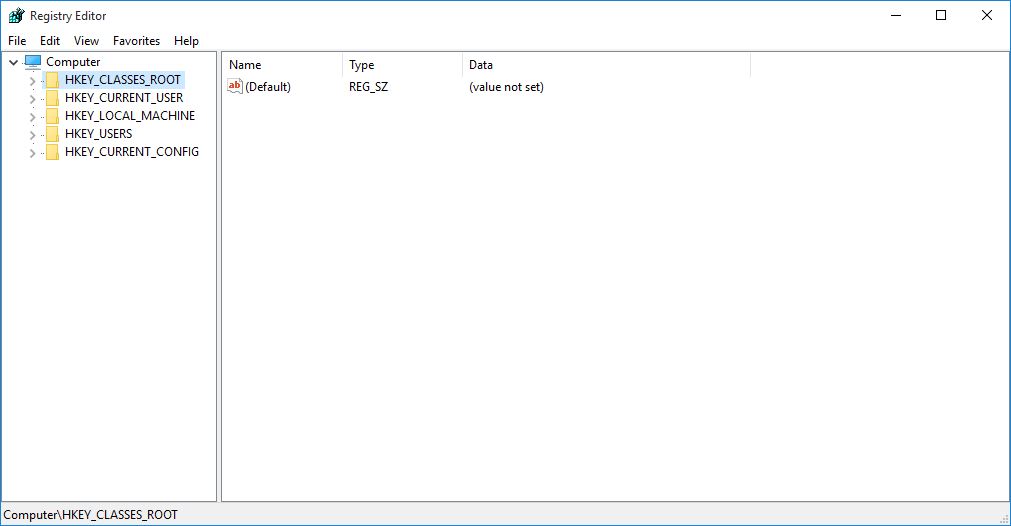 Registry Editor
File Edit View Favorites Help
Computer
HKEY_CLASSES_ROOT
HKEY_CURRENT_USER
HKEY_LOCAL_MACHINE
HKEY_USERS
HKEY_CURRENT_CONFIG
Name Type Data
ab (Default) REG_SZ (value not set)
Computer\HKEY_CLASSES_ROOT